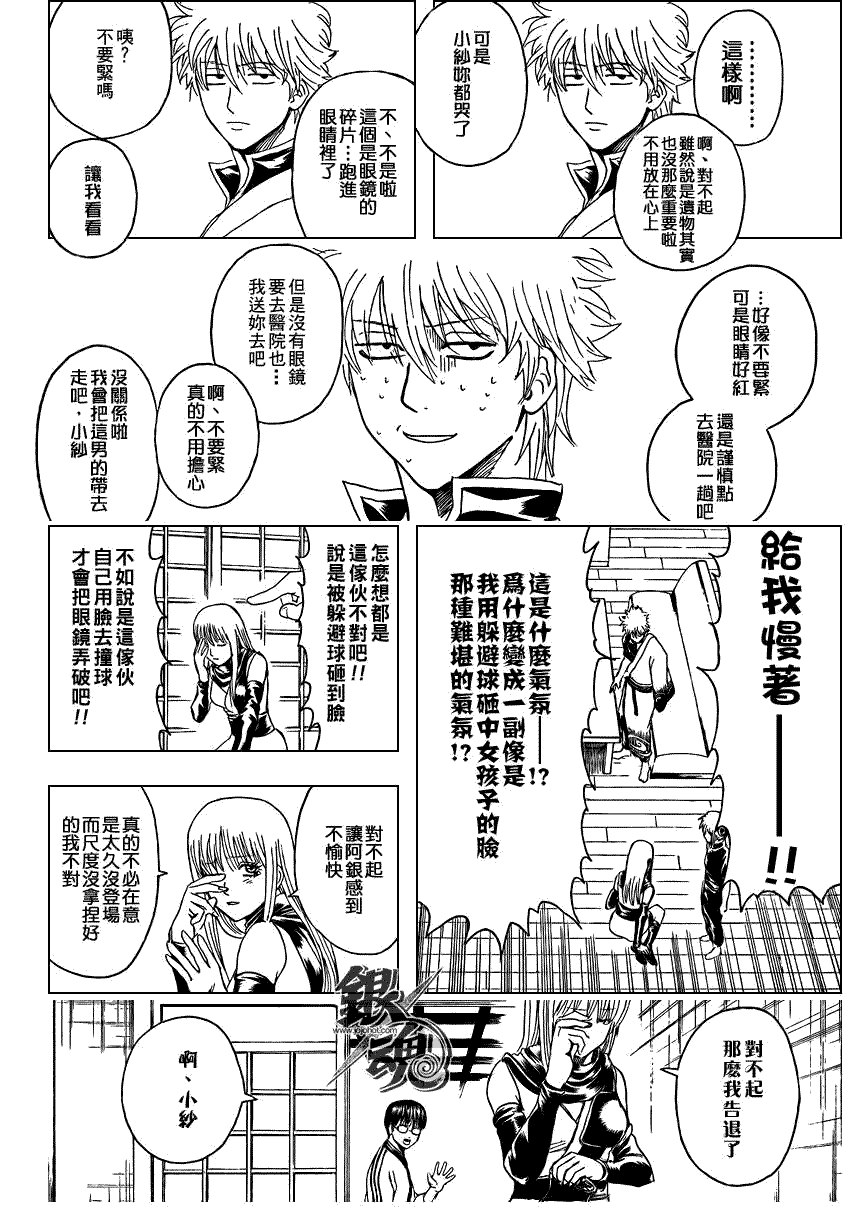 …………
這樣啊
啊、對不起
雖然說是遺物其實
也沒那麼重要啦
不用放在心上
可是
小紗妳都哭了
不、不是啦
這個是眼鏡的
碎片…跑進
眼睛裡了
咦？
不要緊嗎
讓我看看
…好像不要緊
可是眼睛好紅
還是謹慎點
去醫院一趟吧
但是沒有眼鏡
要去醫院也…
我送妳去吧
啊、不要緊
真的不用擔心
沒關係啦
我會把這男的帶去
走吧，小紗
給我慢著——!!
這是什麼氣氛——!?
爲什麼變成一副像是
我用躲避球砸中女孩子的臉
那種難堪的氣氛!?
怎麼想都是
這傢伙不對吧!!
說是被躲避球砸到臉
不如說是這傢伙
自己用臉去撞球
才會把眼鏡弄破吧!!
對不起
讓阿銀感到
不愉快
真的不必在意
是太久沒登場
而尺度沒拿捏好
的我不對
對不起
那麼我告退了
銀魂
www.jojohot.com